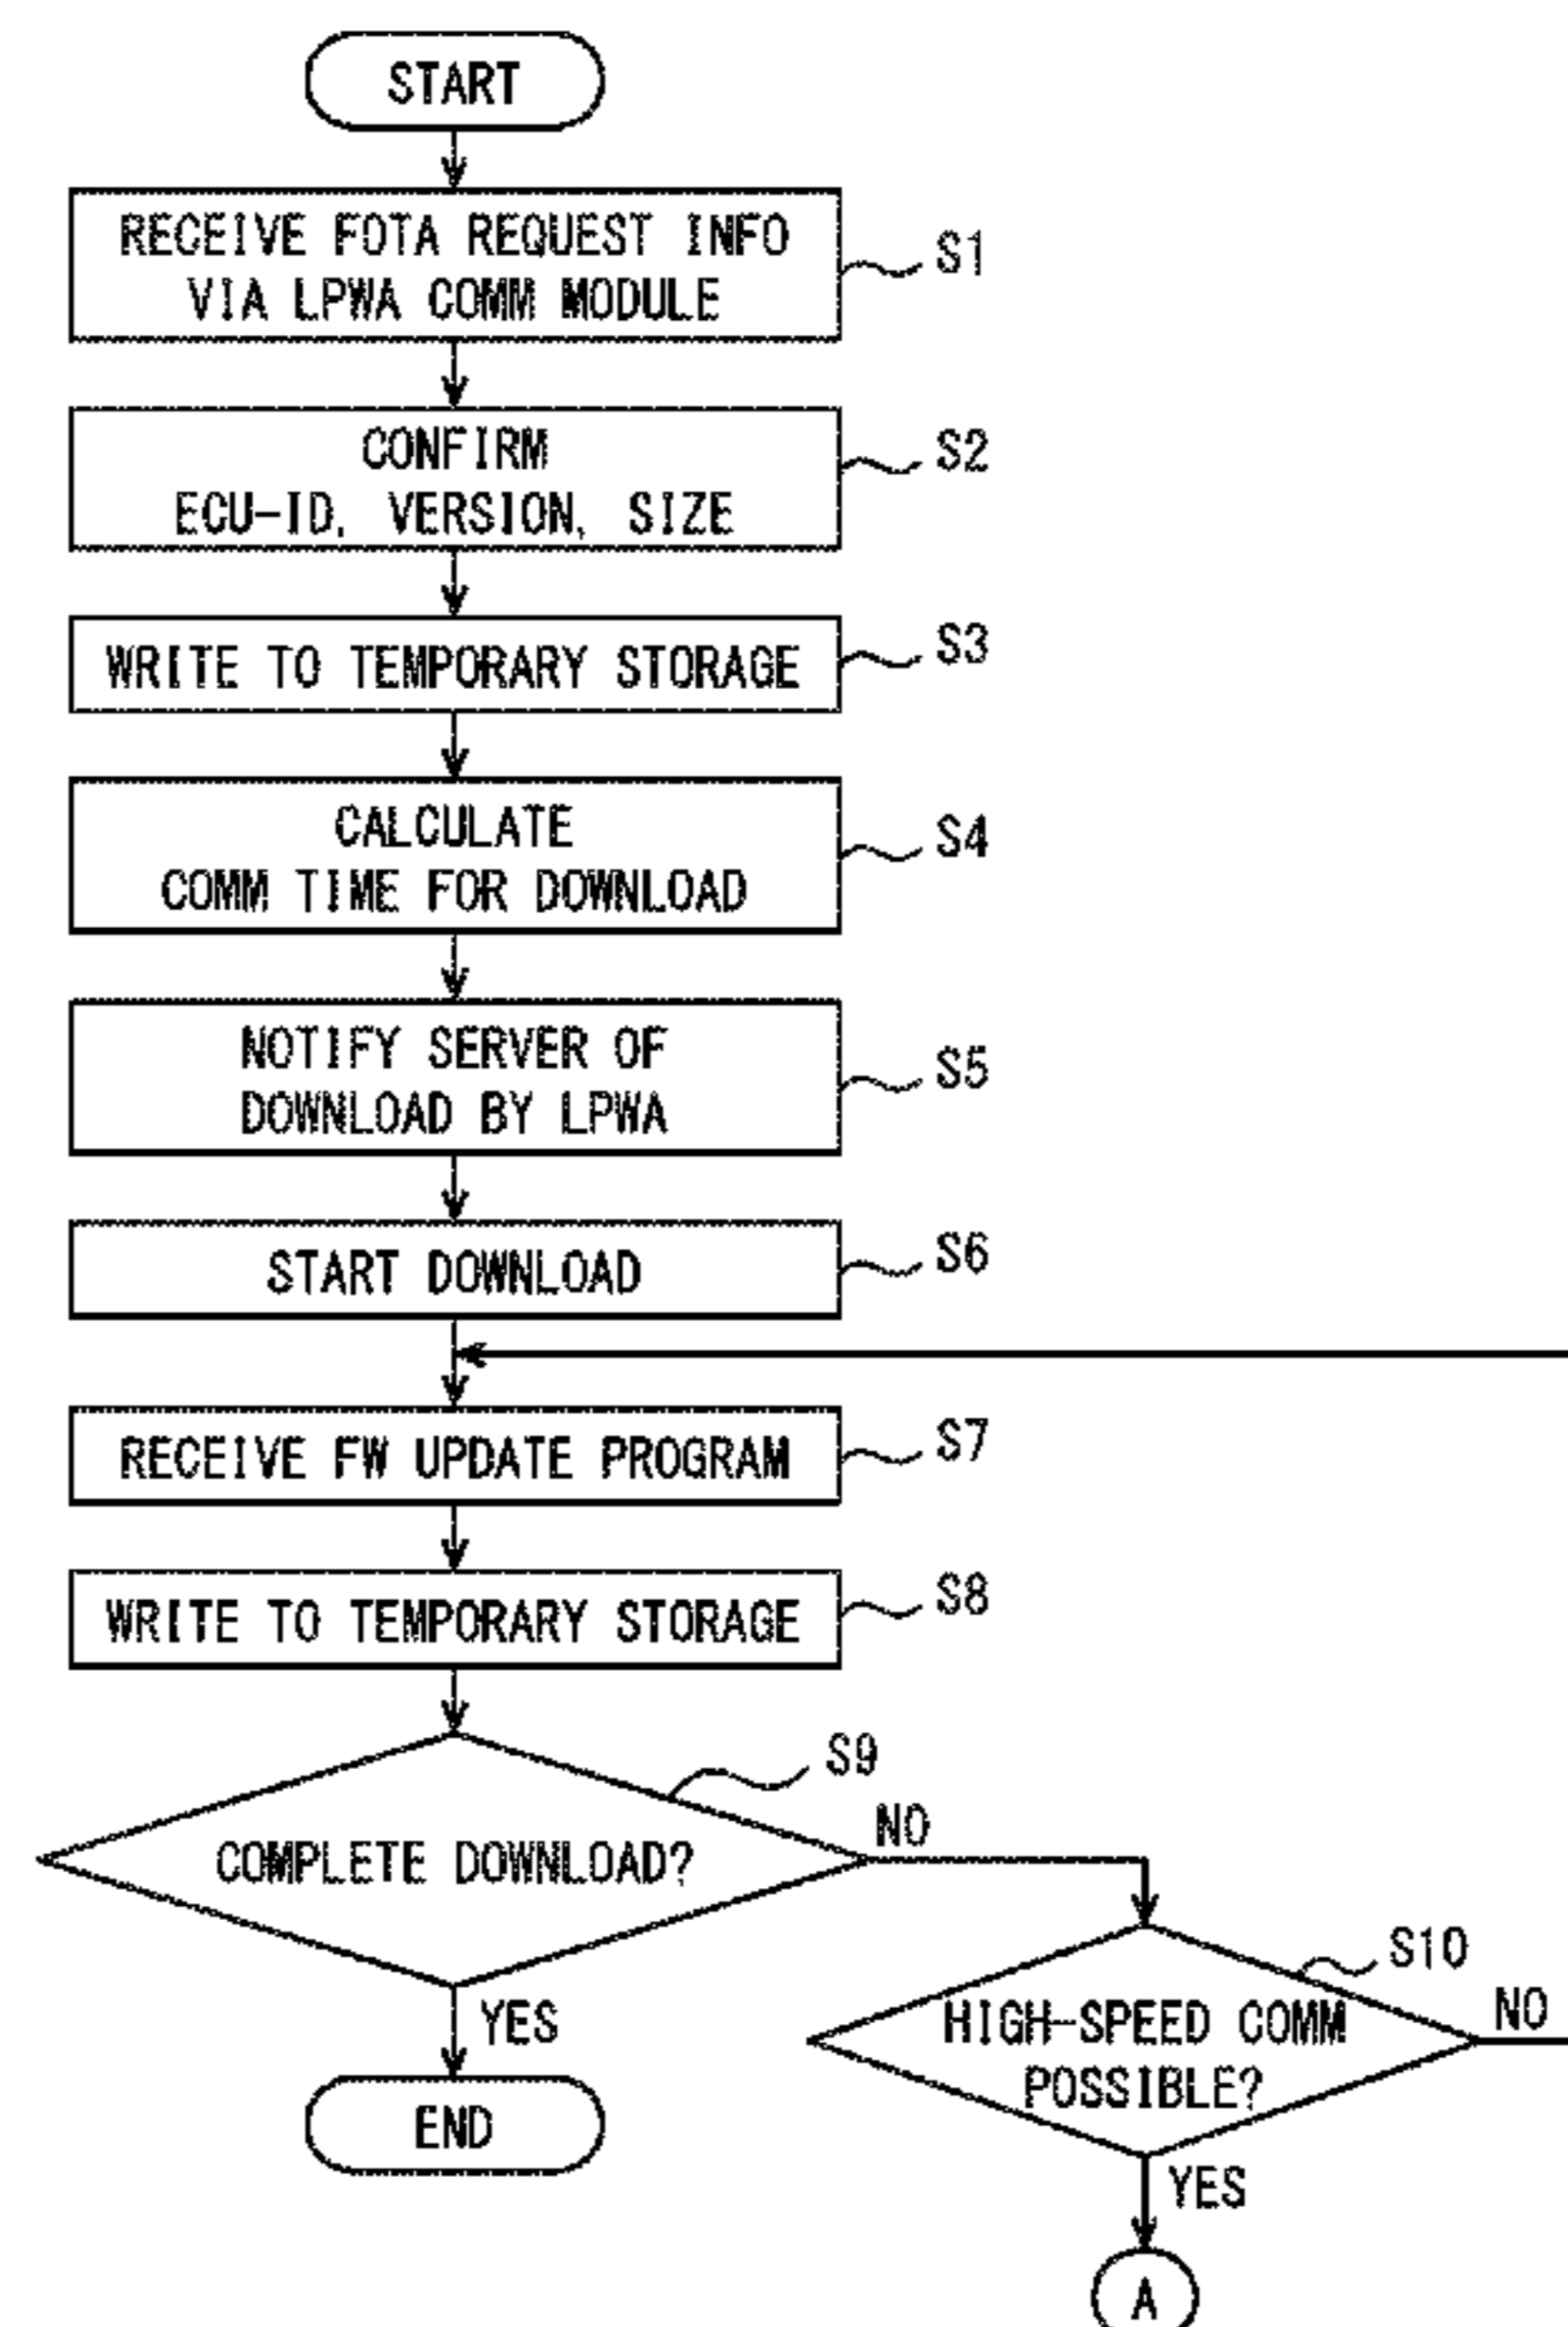 START
RECEIVE FOTA REQUEST INFO
VIA LPWA COMM MODULE
S1
CONFIRM
ECU-ID, VERSION, SIZE
S2
WRITE TO TEMPORARY STORAGE
S3
CALCULATE
COMM TIME FOR DOWNLOAD
S4
NOTIFY SERVER OF
DOWNLOAD BY LPWA
S5
START DOWNLOAD
S6
RECEIVE FW UPDATE PROGRAM
S7
WRITE TO TEMPORARY STORAGE
S8
COMPLETE DOWNLOAD?
S9
NO
YES
END
HIGH-SPEED COMM
POSSIBLE?
S10
NO
YES
A